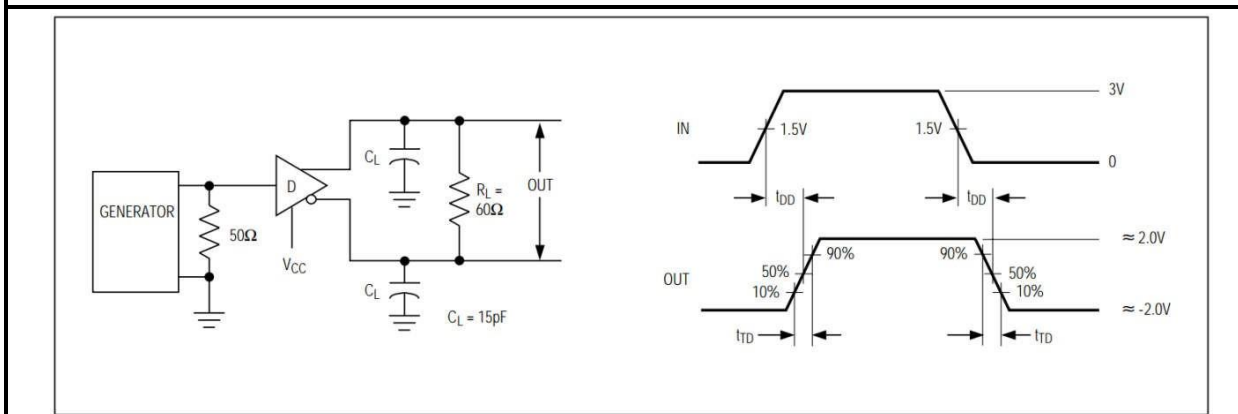 GENERATOR
50Ω
D
VCC
CL
CL
RL =
60Ω
OUT
CL = 15pF
IN
1.5V
1.5V
3V
0
tDD
tDD
OUT
90%
50%
10%
90%
50%
10%
≈ 2.0V
≈ -2.0V
tTD
tTD